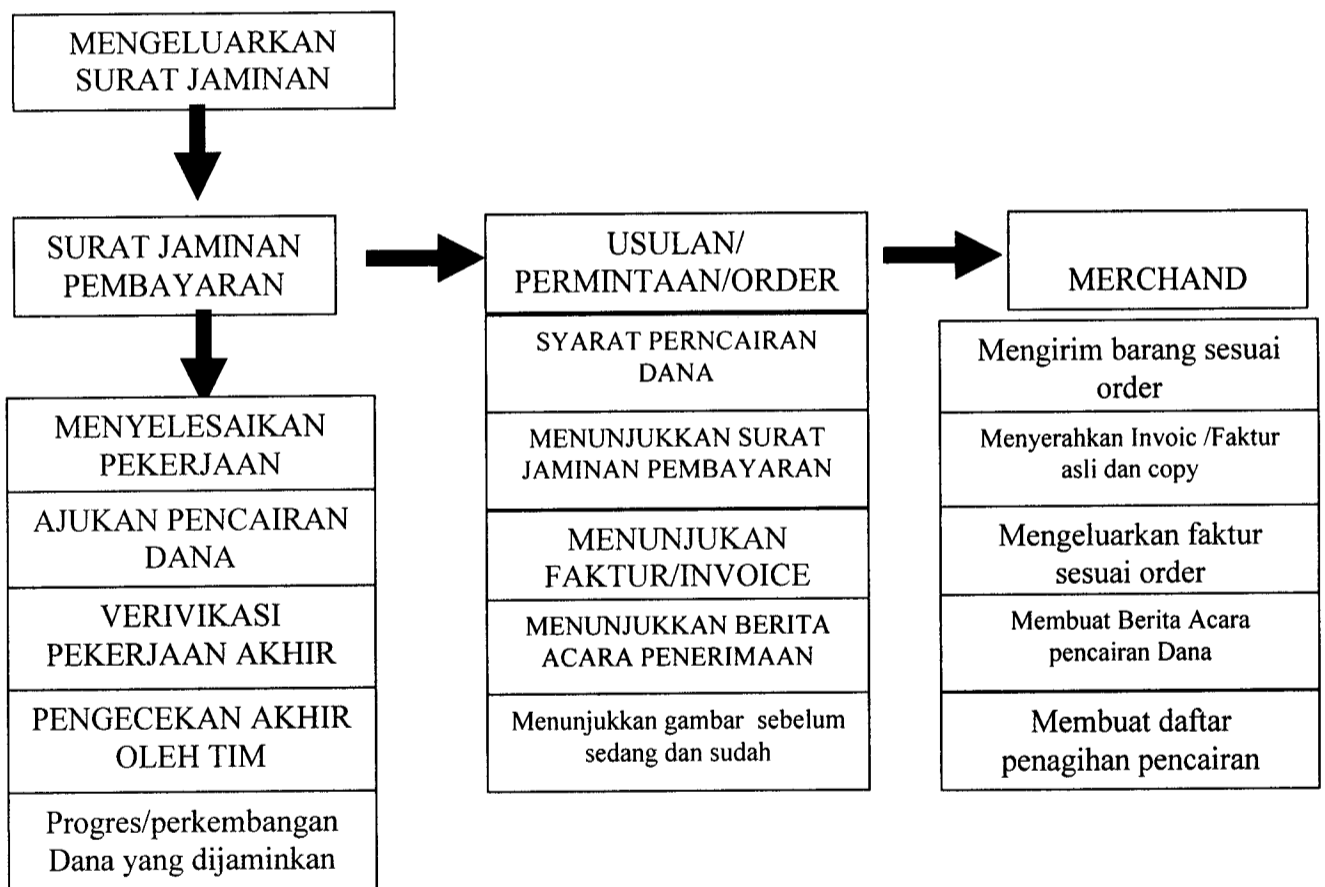 MENGELUARKAN
SURAT JAMINAN
SURAT JAMINAN
PEMBAYARAN
MENYELESAIKAN
PEKERJAAN
AJUKAN PENCAIRAN
DANA
VERIVIKASI
PEKERJAAN AKHIR
PENGECEKAN AKHIR
OLEH TIM
Progres/perkembangan
Dana yang dijaminkan
USULAN/
PERMINTAAN/ORDER
SYARAT PERNCAIRAN
DANA
MENUNJUKKAN SURAT
JAMINAN PEMBAYARAN
MENUNJUKAN
FAKTUR/INVOICE
MENUNJUKKAN BERITA
ACARA PENERIMAAN
Menunjukkan gambar sebelum
sedang dan sudah
MERCHAND
Mengirim barang sesuai
order
Menyerahkan Invoic /Faktur
asli dan copy
Mengeluarkan faktur
sesuai order
Membuat Berita Acara
pencairan Dana
Membuat daftar
penagihan pencairan